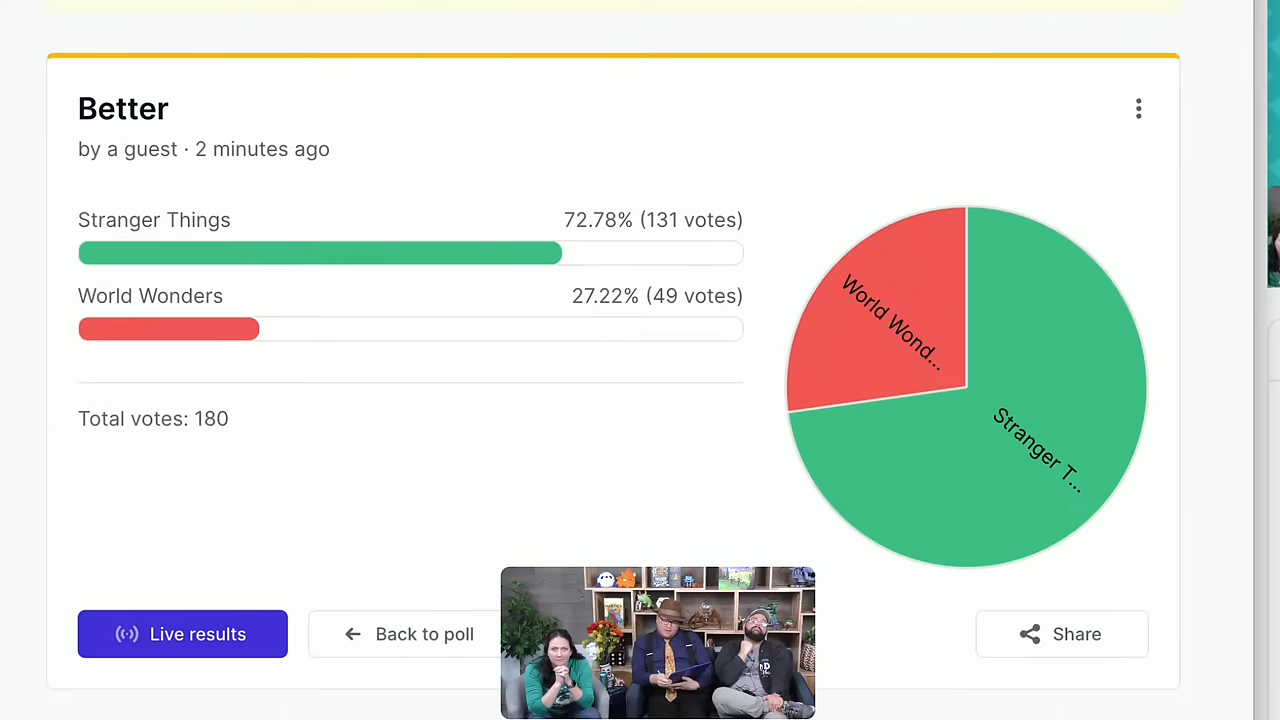 Better
by a guest · 2 minutes ago
Stranger Things 72.78% (131 votes)
World Wonders 27.22% (49 votes)
Total votes: 180
World Wond...
Stranger T...
Live results
Back to poll
Share